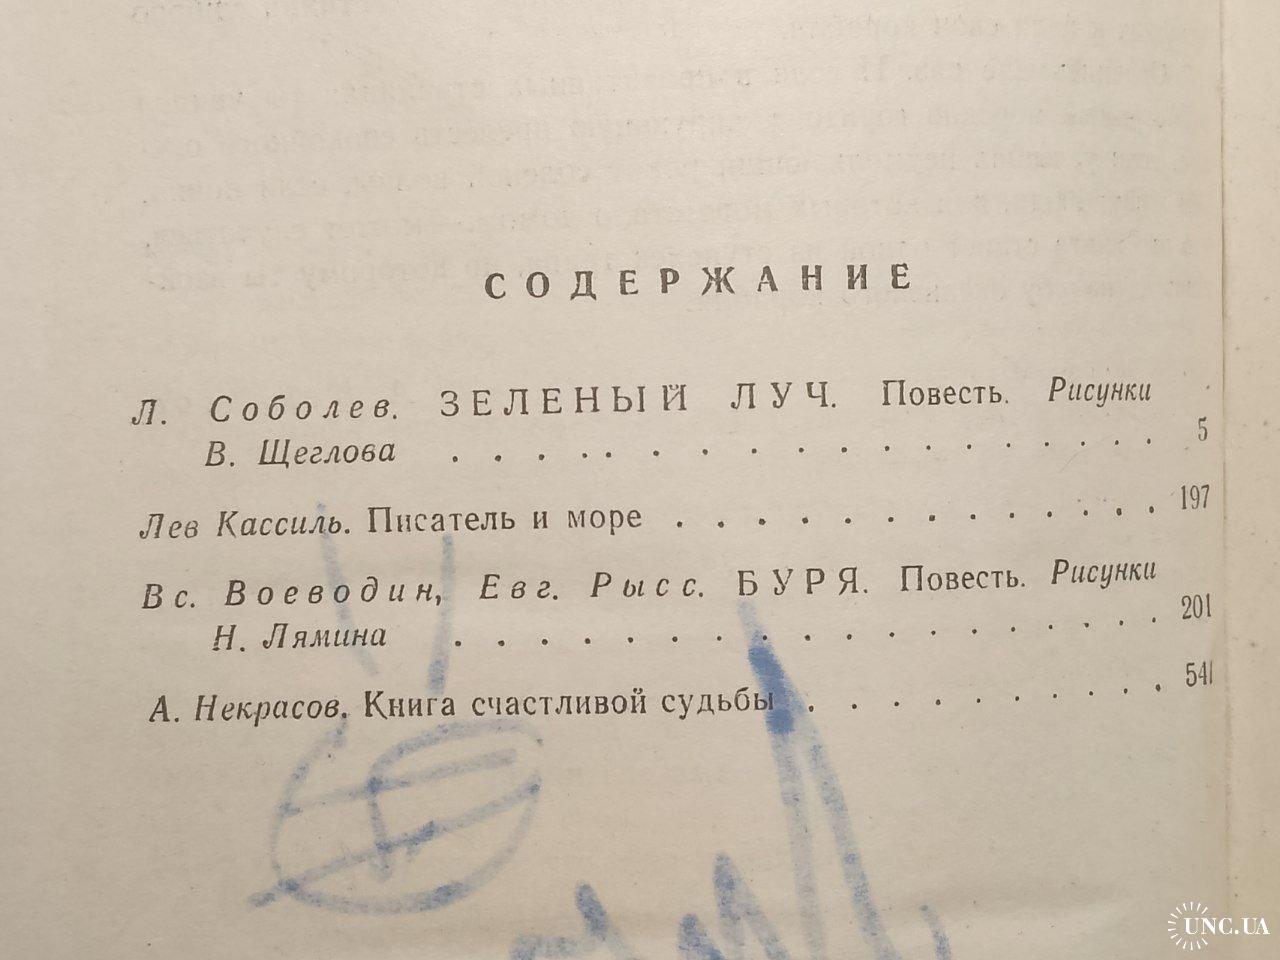 СОДЕРЖАНИЕ
Л. Соболев. ЗЕЛЕНЫЙ ЛУЧ. Повесть. Рисунки
В. Щеглова . . . . . . . . . . . . . . . . . 5
Лев Кассиль. Писатель и море . . . . . . . . . . . . 197
Вс. Воеводин, Евг. Рысс. БУРЯ. Повесть. Рисунки
Н. Лямина . . . . . . . . . . . . . . . . . 201
А. Некрасов. Книга счастливой судьбы . . . . . . . . . 541
UNC.UA